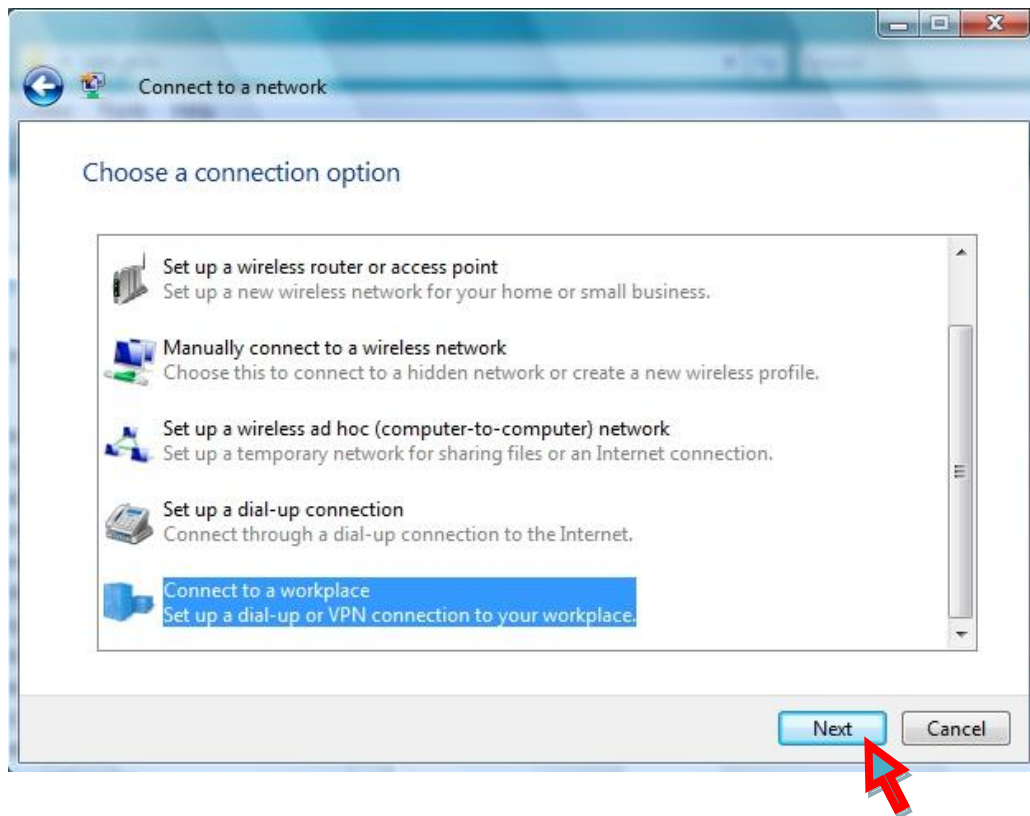 Connect to a network
Choose a connection option
Set up a wireless router or access point
Set up a new wireless network for your home or small business.
Manually connect to a wireless network
Choose this to connect to a hidden network or create a new wireless profile.
Set up a wireless ad hoc (computer-to-computer) network
Set up a temporary network for sharing files or an Internet connection.
Set up a dial-up connection
Connect through a dial-up connection to the Internet.
Connect to a workplace
Set up a dial-up or VPN connection to your workplace.
Next
Cancel